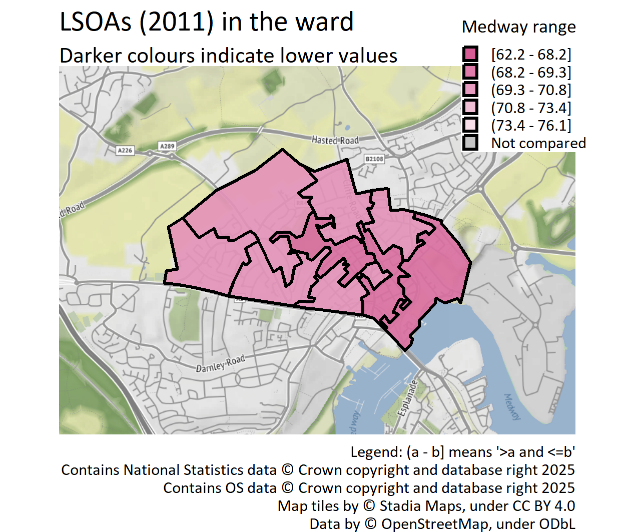 LSOAs (2011) in the ward
Darker colours indicate lower values
Medway range
[62.2 - 68.2]
(68.2 - 69.3]
(69.3 - 70.8]
(70.8 - 73.4]
(73.4 - 76.1]
Not compared
Hasted Road
A226
A289
B2108
d Road
Darnley Road
Esplanade
Medway
dway
Legend: (a - b] means '>a and <=b'
Contains National Statistics data © Crown copyright and database right 2025
Contains OS data © Crown copyright and database right 2025
Map tiles by © Stadia Maps, under CC BY 4.0
Data by © OpenStreetMap, under ODbL